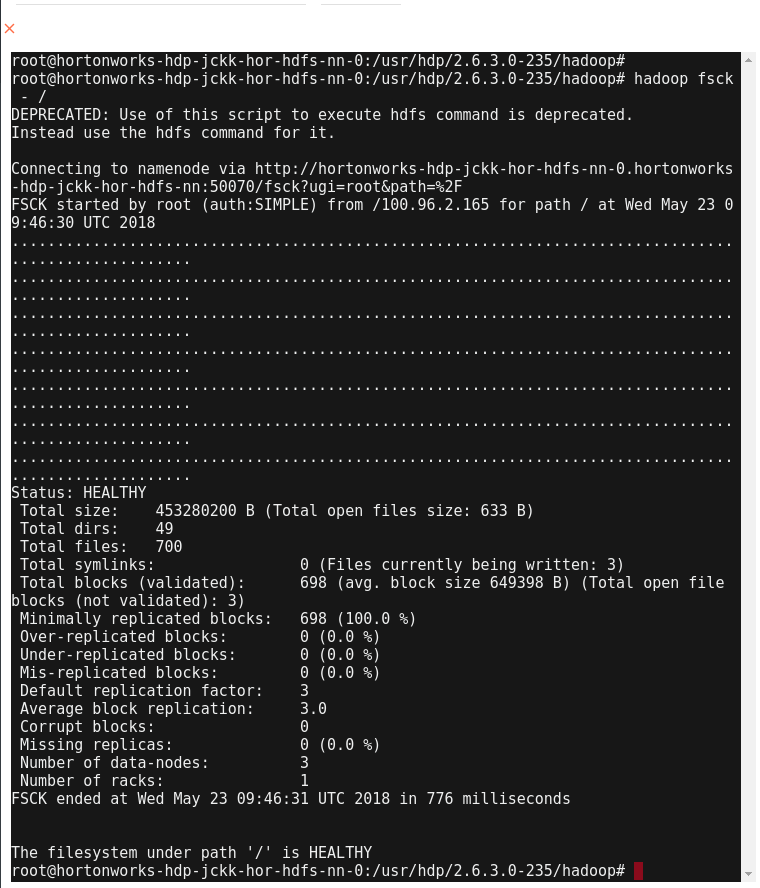 root@hortonworks-hdp-jckk-hor-hdfs-nn-0:/usr/hdp/2.6.3.0-235/hadoop#
root@hortonworks-hdp-jckk-hor-hdfs-nn-0:/usr/hdp/2.6.3.0-235/hadoop# hadoop fsck
 - /
DEPRECATED: Use of this script to execute hdfs command is deprecated.
Instead use the hdfs command for it.

Connecting to namenode via http://hortonworks-hdp-jckk-hor-hdfs-nn-0.hortonworks
-hdp-jckk-hor-hdfs-nn:50070/fsck?ugi=root&path=%2F
FSCK started by root (auth:SIMPLE) from /100.96.2.165 for path / at Wed May 23 0
9:46:30 UTC 2018
.................................................................................
....................
.................................................................................
....................
.................................................................................
....................
.................................................................................
....................
.................................................................................
....................
.................................................................................
....................
.................................................................................
....................
Status: HEALTHY
 Total size:    453280200 B (Total open files size: 633 B)
 Total dirs:    49
 Total files:   700
 Total symlinks:                0 (Files currently being written: 3)
 Total blocks (validated):      698 (avg. block size 649398 B) (Total open file
blocks (not validated): 3)
 Minimally replicated blocks:   698 (100.0 %)
 Over-replicated blocks:        0 (0.0 %)
 Under-replicated blocks:       0 (0.0 %)
 Mis-replicated blocks:         0 (0.0 %)
 Default replication factor:    3
 Average block replication:     3.0
 Corrupt blocks:                0
 Missing replicas:              0 (0.0 %)
 Number of data-nodes:          3
 Number of racks:               1
FSCK ended at Wed May 23 09:46:31 UTC 2018 in 776 milliseconds


The filesystem under path '/' is HEALTHY
root@hortonworks-hdp-jckk-hor-hdfs-nn-0:/usr/hdp/2.6.3.0-235/hadoop#